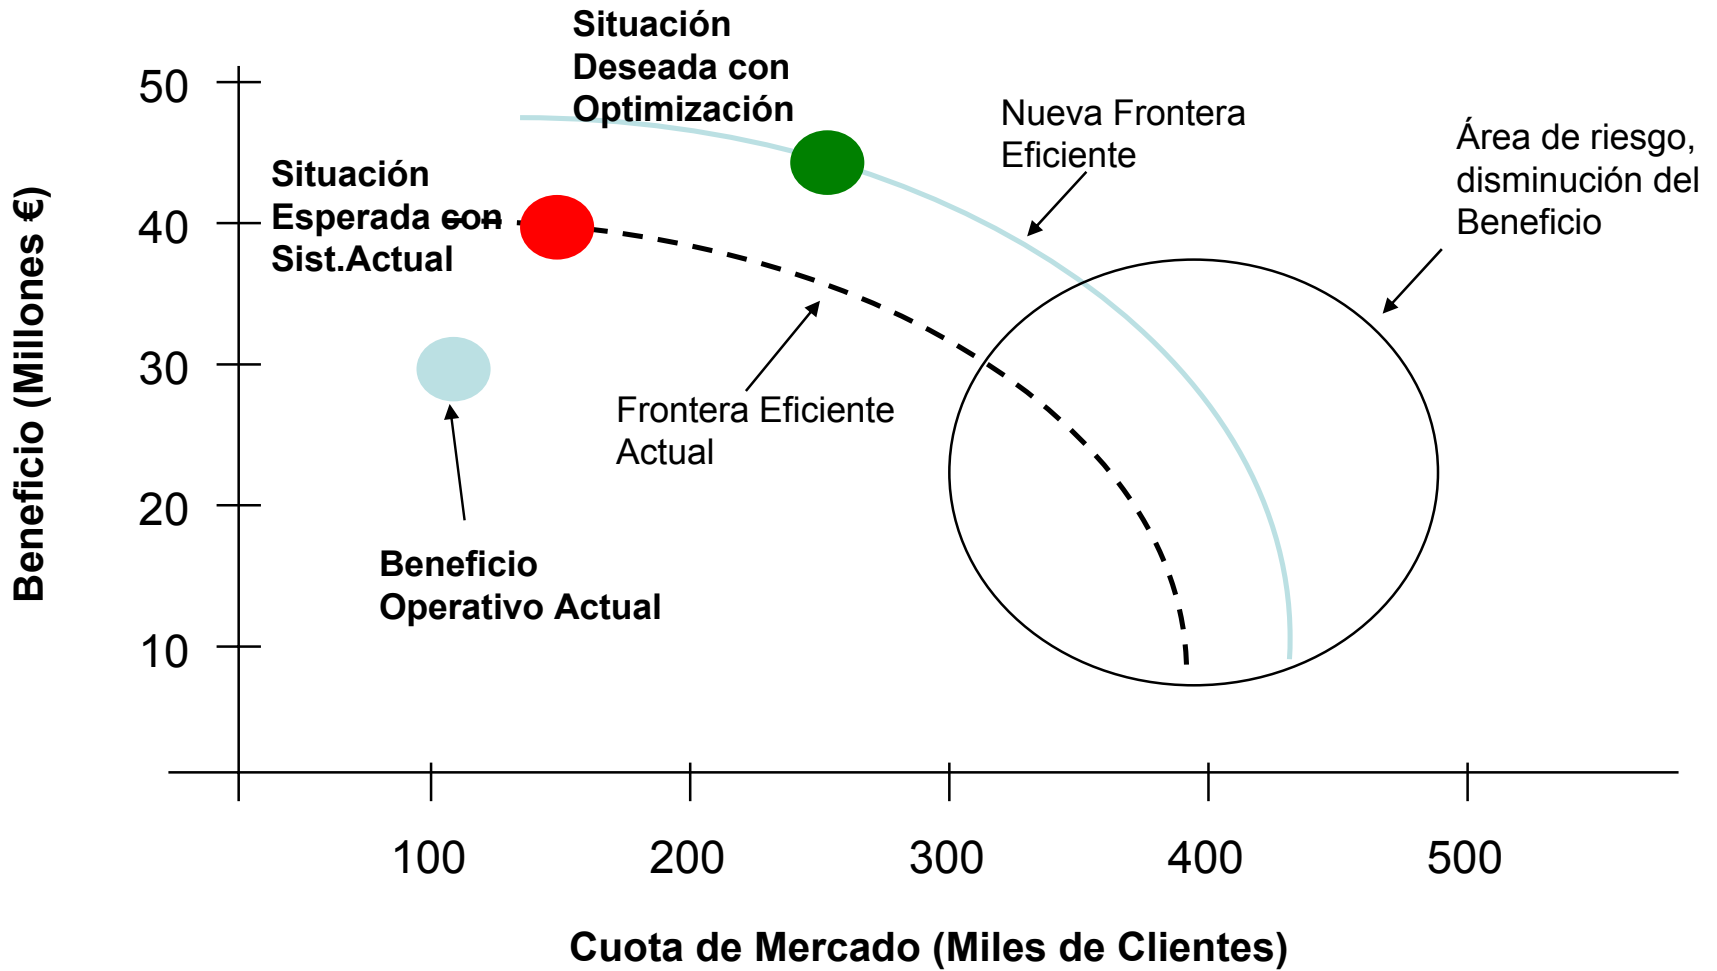 Situación
Deseada con
Optimización
Nueva Frontera
Eficiente
Área de riesgo,
disminución del
Beneficio
Situación
Esperada con
Sist.Actual
Frontera Eficiente
Actual
Beneficio
Operativo Actual
Beneficio (Millones €)
50
40
30
20
10
100
200
300
400
500
Cuota de Mercado (Miles de Clientes)